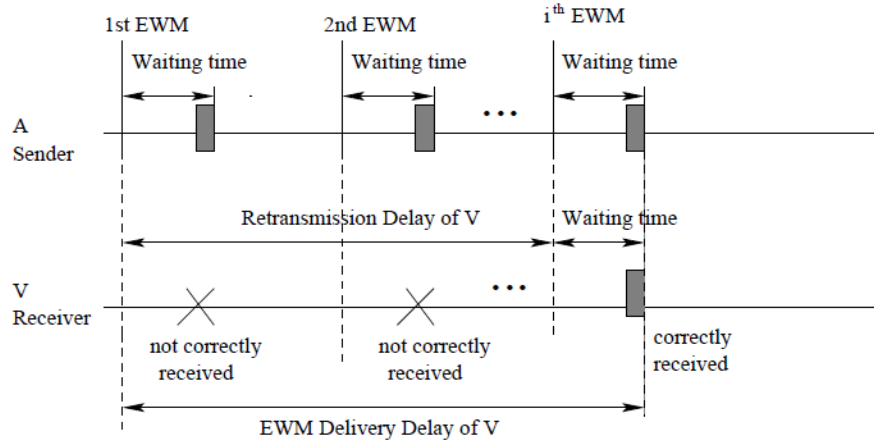 1st EWM
2nd EWM
i th EWM
Waiting time
Waiting time
Waiting time
A
Sender
...
Retransmission Delay of V
Waiting time
V
Receiver
...
not correctly
received
not correctly
received
correctly
received
EWM Delivery Delay of V